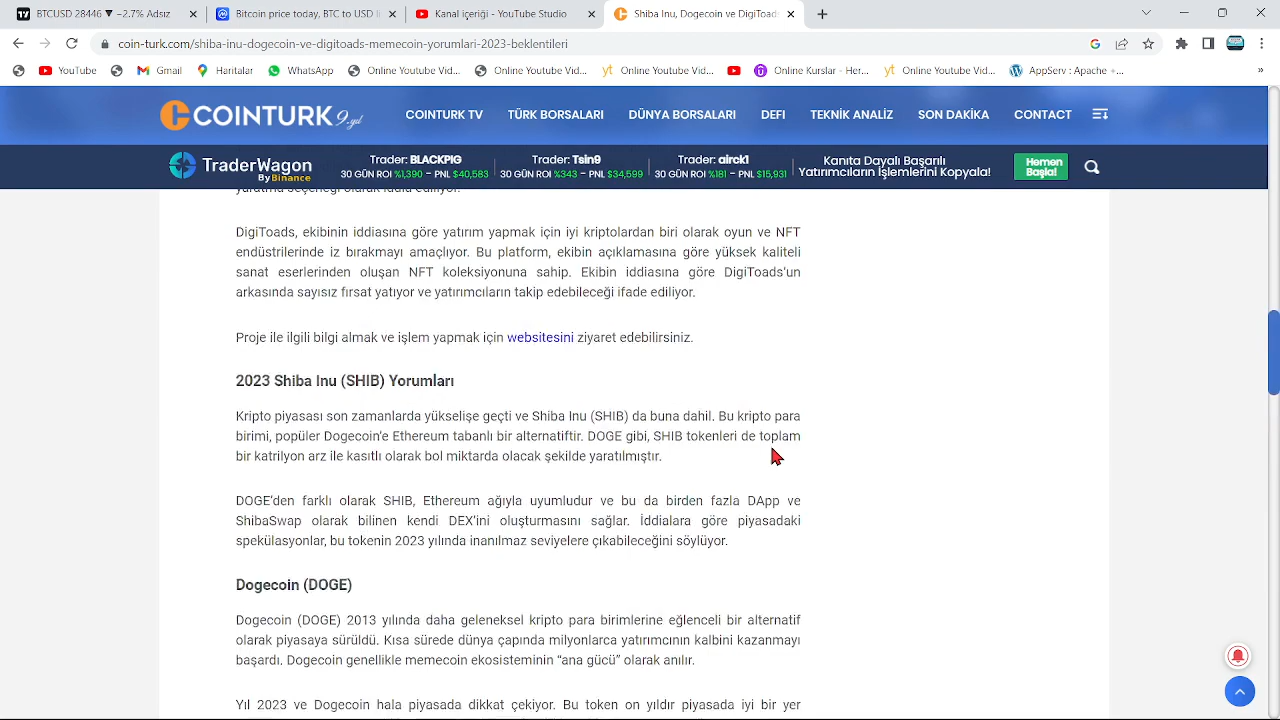 BTCUSD 28446 ▼ −2.7% Adsız
Bitcoin price today, BTC to USD li
Kanal içeriği - YouTube Studio
Shiba Inu, Dogecoin ve DigiToads
coin-turk.com/shiba-inu-dogecoin-ve-digitoads-memecoin-yorumlari-2023-beklentileri
YouTube
Gmail
Haritalar
WhatsApp
Online Youtube Vid...
Online Youtube Vid...
Online Youtube Vid...
Online Kurslar - Her...
Online Youtube Vid...
AppServ : Apache +...
COINTURK 9.yıl
COINTURK TV
TÜRK BORSALARI
DÜNYA BORSALARI
DEFI
TEKNİK ANALİZ
SON DAKİKA
CONTACT
TraderWagon
By Binance
Trader: BLACKPIG
30 GÜN ROI %1,390 - PNL $40,583
Trader: Tsin9
30 GÜN ROI %343 - PNL $34,599
Trader: airck1
30 GÜN ROI %181 - PNL $15,931
Kanıta Dayalı Başarılı
Yatırımcıların İşlemlerini Kopyala!
Hemen
Başla!
yaratma seçeneği olarak iddia ediliyor.
DigiToads, ekibinin iddiasına göre yatırım yapmak için iyi kriptolardan biri olarak oyun ve NFT
endüstrilerinde iz bırakmayı amaçlıyor. Bu platform, ekibin açıklamasına göre yüksek kaliteli
sanat eserlerinden oluşan NFT koleksiyonuna sahip. Ekibin iddiasına göre DigiToads'un
arkasında sayısız fırsat yatıyor ve yatırımcıların takip edebileceği ifade ediliyor.
Proje ile ilgili bilgi almak ve işlem yapmak için websitesini ziyaret edebilirsiniz.
2023 Shiba Inu (SHIB) Yorumları
Kripto piyasası son zamanlarda yükselişe geçti ve Shiba Inu (SHIB) da buna dahil. Bu kripto para
birimi, popüler Dogecoin'e Ethereum tabanlı bir alternatiftir. DOGE gibi, SHIB tokenleri de toplam
bir katrilyon arz ile kasıtlı olarak bol miktarda olacak şekilde yaratılmıştır.
DOGE'den farklı olarak SHIB, Ethereum ağıyla uyumludur ve bu da birden fazla DApp ve
ShibaSwap olarak bilinen kendi DEX'ini oluşturmasını sağlar. İddialara göre piyasadaki
spekülasyonlar, bu tokenin 2023 yılında inanılmaz seviyelere çıkabileceğini söylüyor.
Dogecoin (DOGE)
Dogecoin (DOGE) 2013 yılında daha geleneksel kripto para birimlerine eğlenceli bir alternatif
olarak piyasaya sürüldü. Kısa sürede dünya çapında milyonlarca yatırımcının kalbini kazanmayı
başardı. Dogecoin genellikle memecoin ekosisteminin “ana gücü” olarak anılır.
Yıl 2023 ve Dogecoin hala piyasada dikkat çekiyor. Bu token on yıldır piyasada iyi bir yer